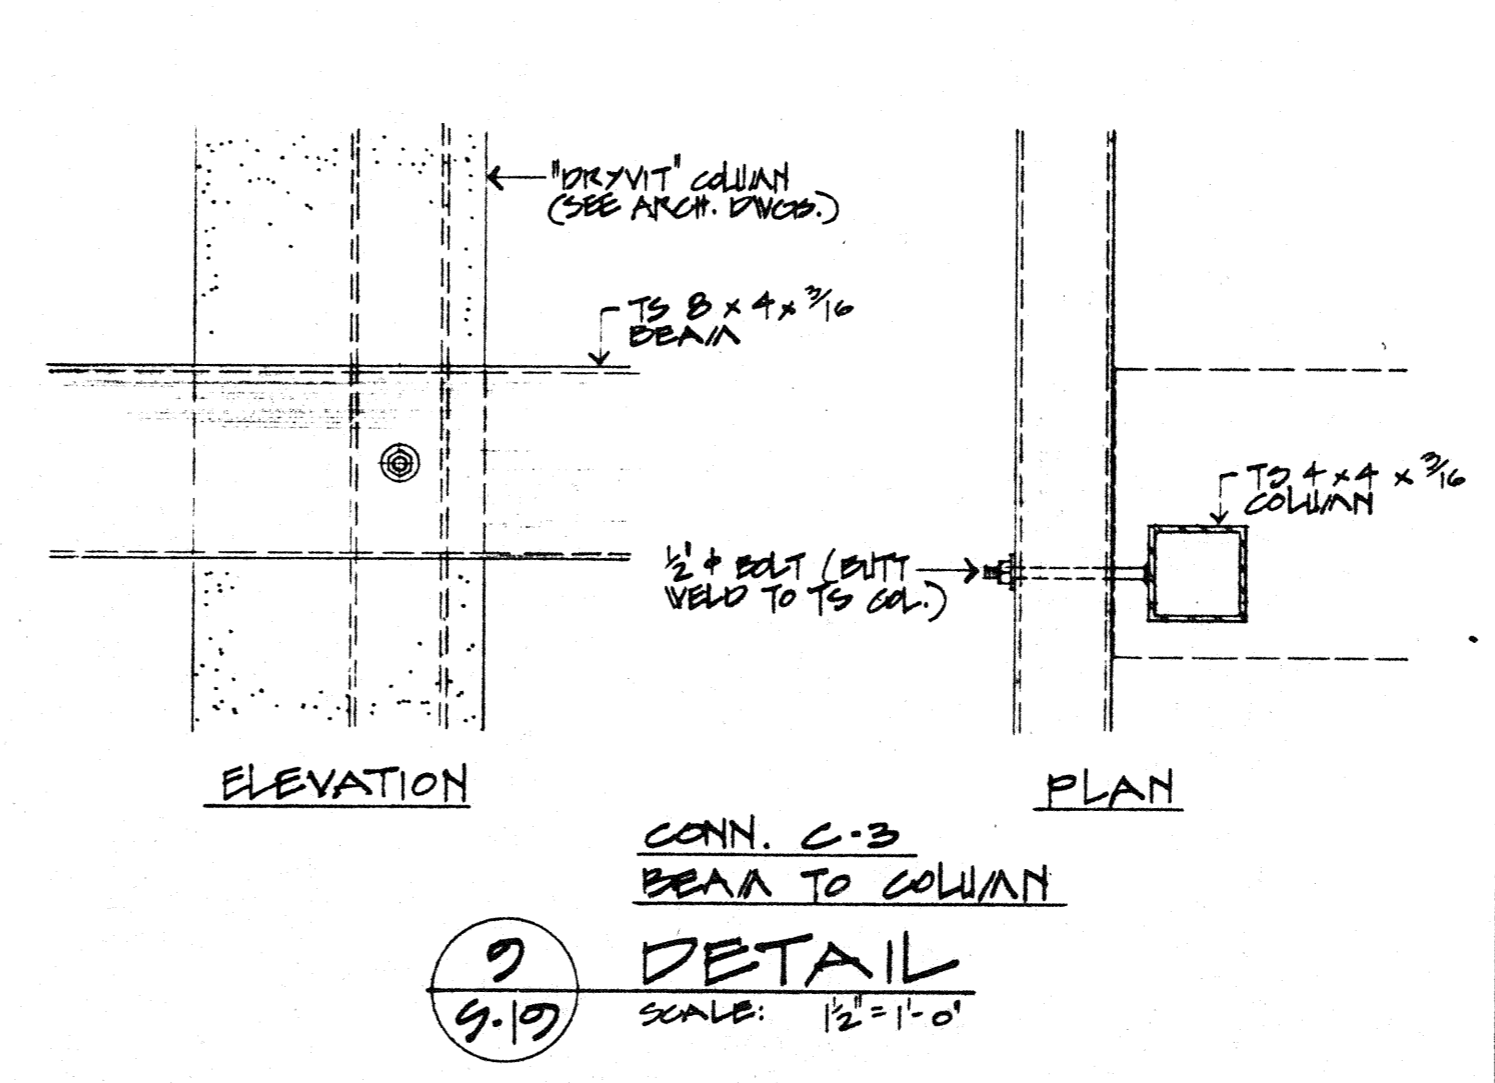 "DRYVIT" COLUMN
(SEE ARCH. DWGS.)
TS 8 x 4 x 3/16
BEAM
TS 4 x 4 x 3/16
COLUMN
1/2" φ BOLT (BUTT
WELD TO TS COL.)
ELEVATION
PLAN
CONN. C-3
BEAM TO COLUMN
9
S-19
DETAIL
SCALE: 1 1/2" = 1'-0"